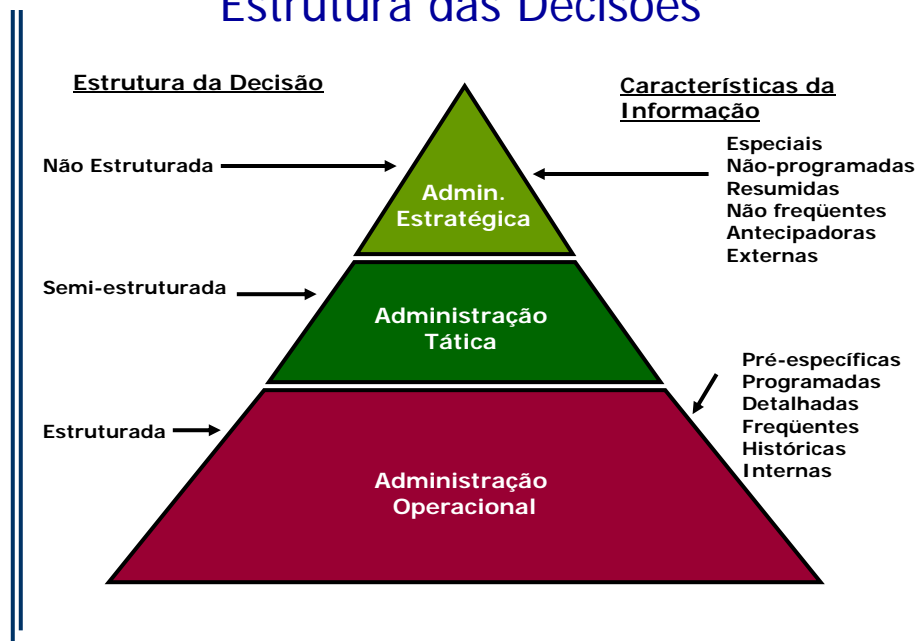 Estrutura das Decisões
Estrutura da Decisão
Características da
Informação
Não Estruturada
Especiais
Não-programadas
Resumidas
Não freqüentes
Antecipadoras
Externas
Admin.
Estratégica
Semi-estruturada
Administração
Tática
Pré-específicas
Programadas
Detalhadas
Freqüentes
Históricas
Internas
Estruturada
Administração
Operacional